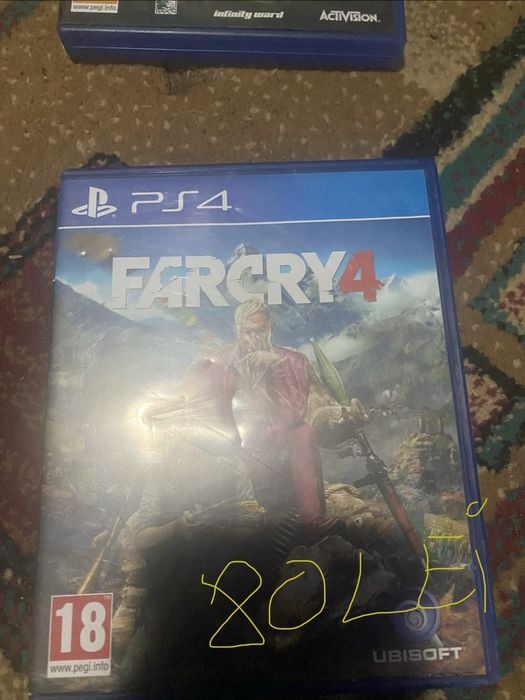 www.pegi.info
infinity ward
ACTIVISION
PS4
FARCRY4
80 LEi
18
www.pegi.info
UBISOFT